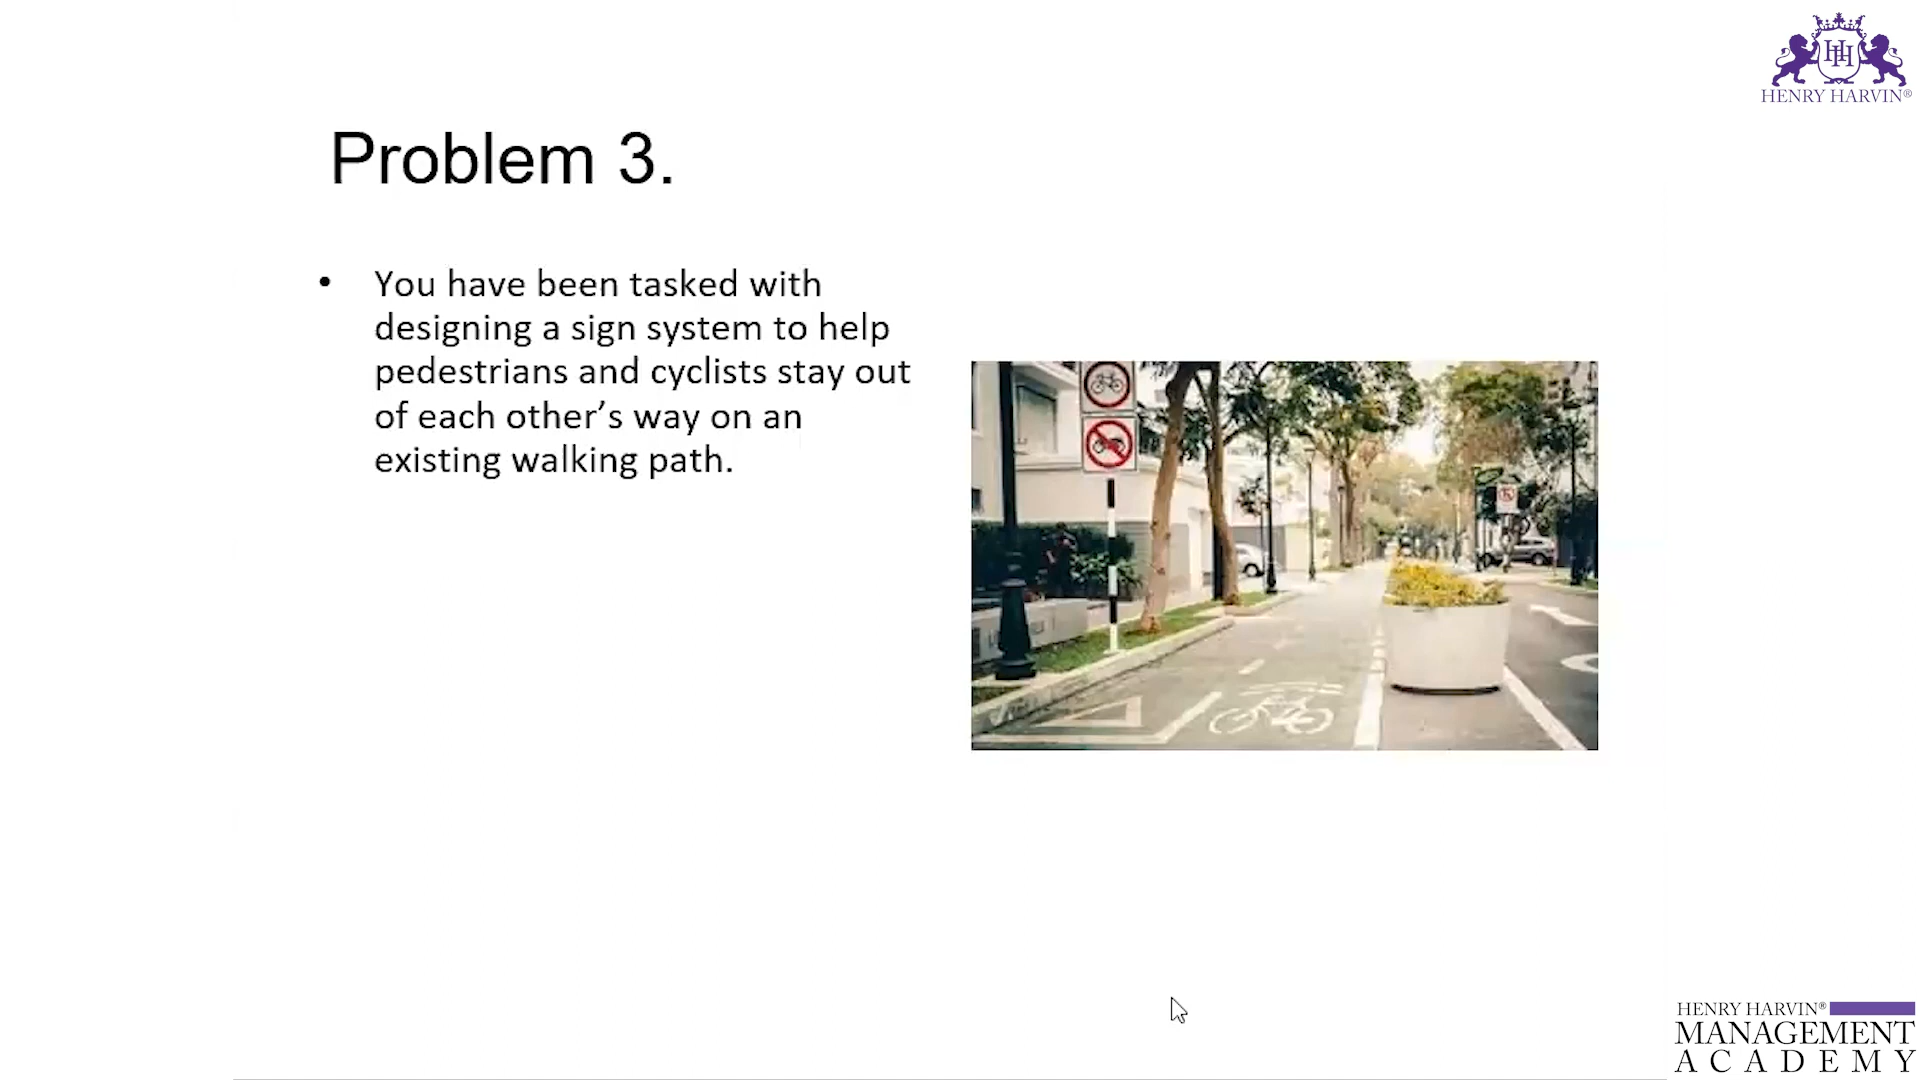 HENRY HARVIN®
Problem 3.
• You have been tasked with
designing a sign system to help
pedestrians and cyclists stay out
of each other’s way on an
existing walking path.
HENRY HARVIN®
MANAGEMENT
ACADEMY